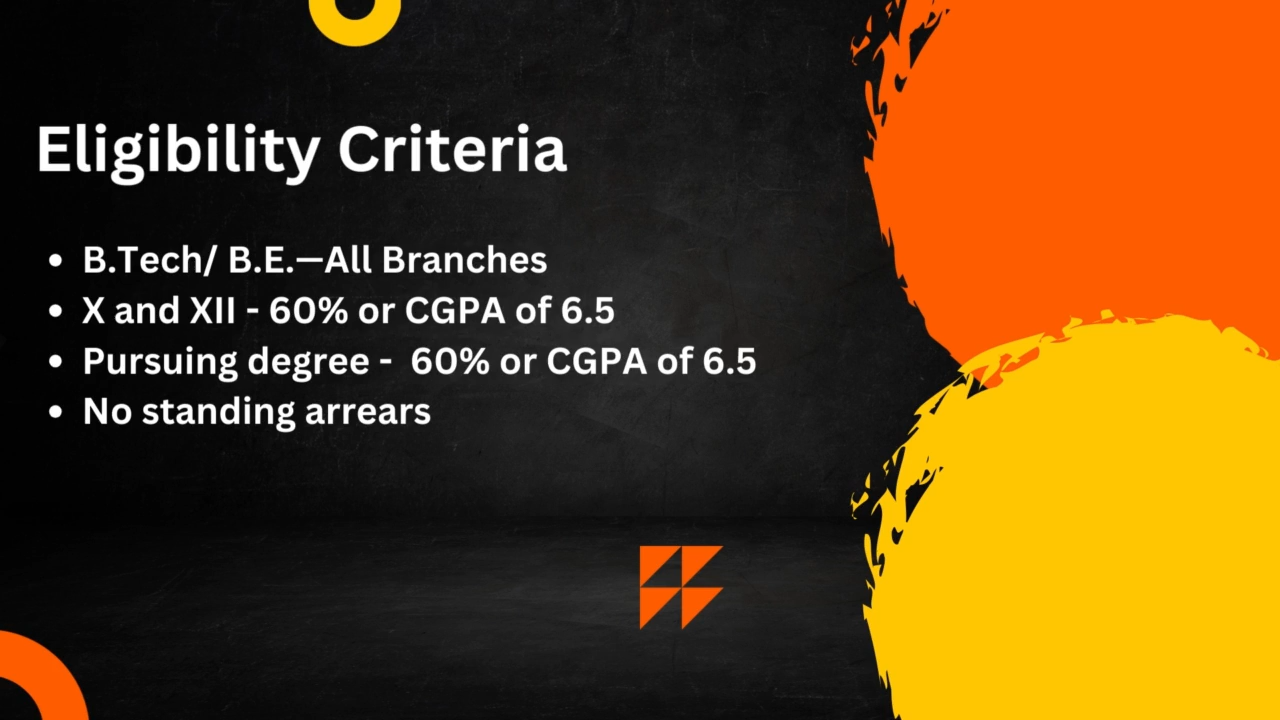 Eligibility Criteria
• B.Tech/ B.E.—All Branches
• X and XII - 60% or CGPA of 6.5
• Pursuing degree -  60% or CGPA of 6.5
• No standing arrears